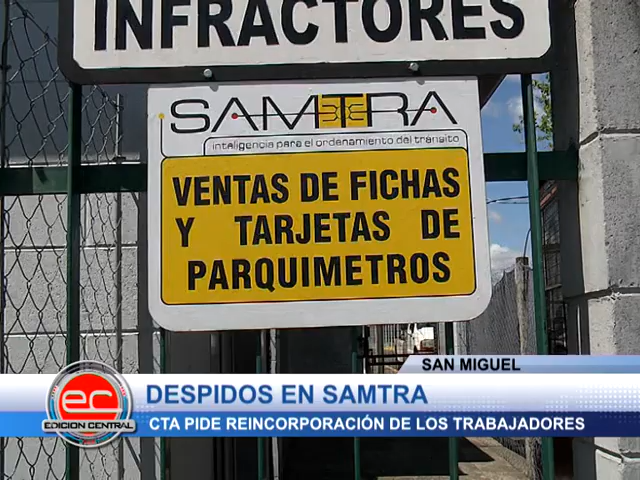 INFRACTORES
SAMTRA
inteligencia para el ordenamiento del tránsito
VENTAS DE FICHAS
Y TARJETAS DE
PARQUIMETROS
SAN MIGUEL
DESPIDOS EN SAMTRA
CTA PIDE REINCORPORACIÓN DE LOS TRABAJADORES
ec
EDICION CENTRAL